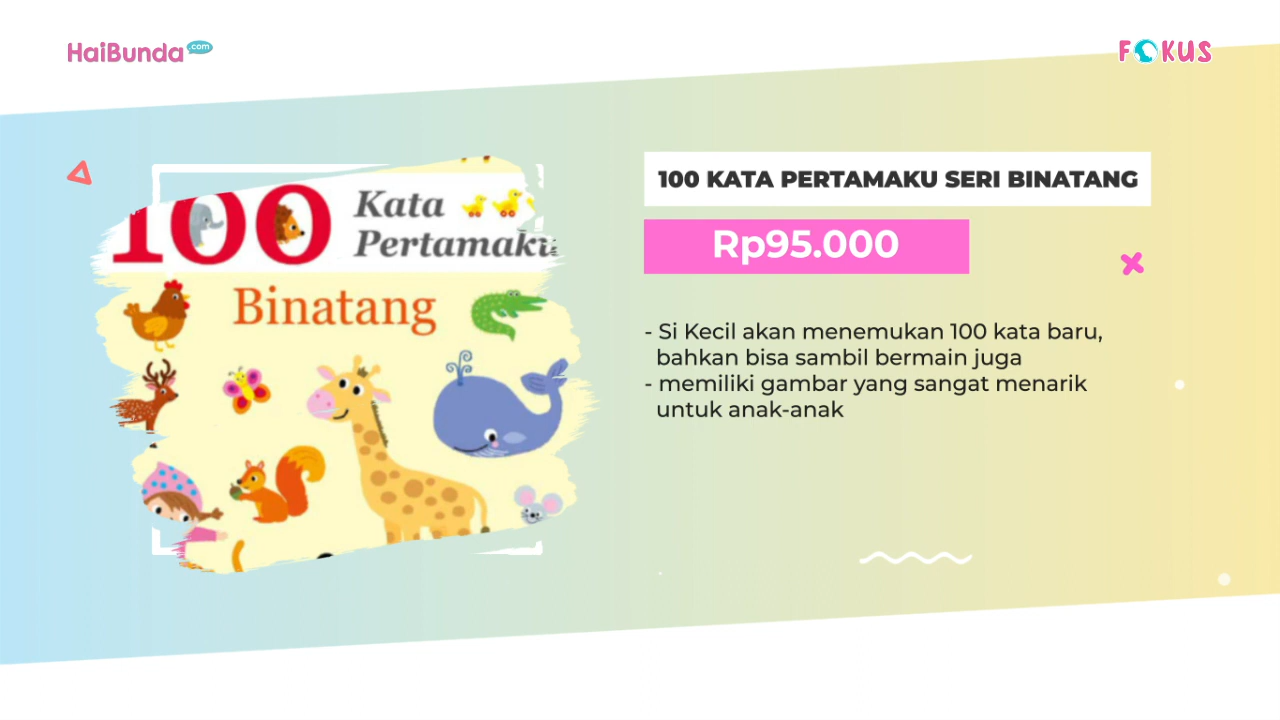 HaiBunda.com
FOKUS
100 Kata
Pertamaku
Binatang
100 KATA PERTAMAKU SERI BINATANG
Rp95.000
- Si Kecil akan menemukan 100 kata baru,
bahkan bisa sambil bermain juga
- memiliki gambar yang sangat menarik
untuk anak-anak